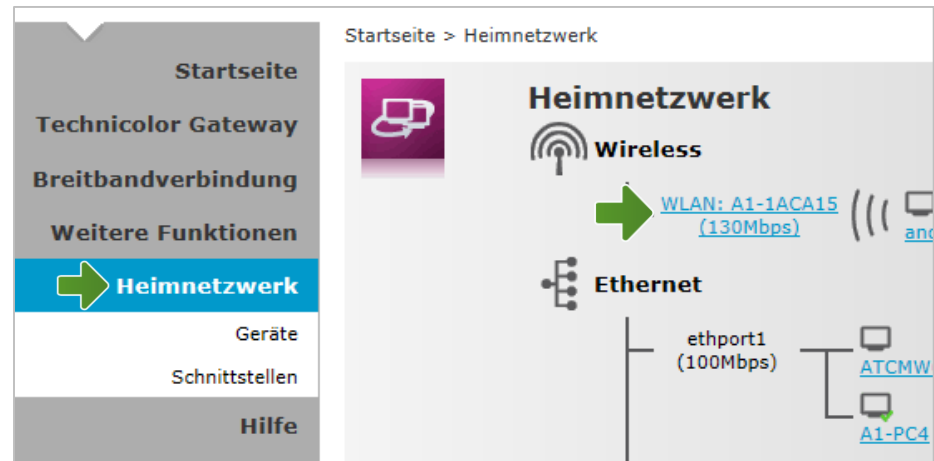 Startseite
Technicolor Gateway
Breitbandverbindung
Weitere Funktionen
Heimnetzwerk
Geräte
Schnittstellen
Hilfe
Startseite > Heimnetzwerk
Heimnetzwerk
Wireless
WLAN: A1-1ACA15
(130Mbps)
Ethernet
ethport1
(100Mbps)
A1-PC4